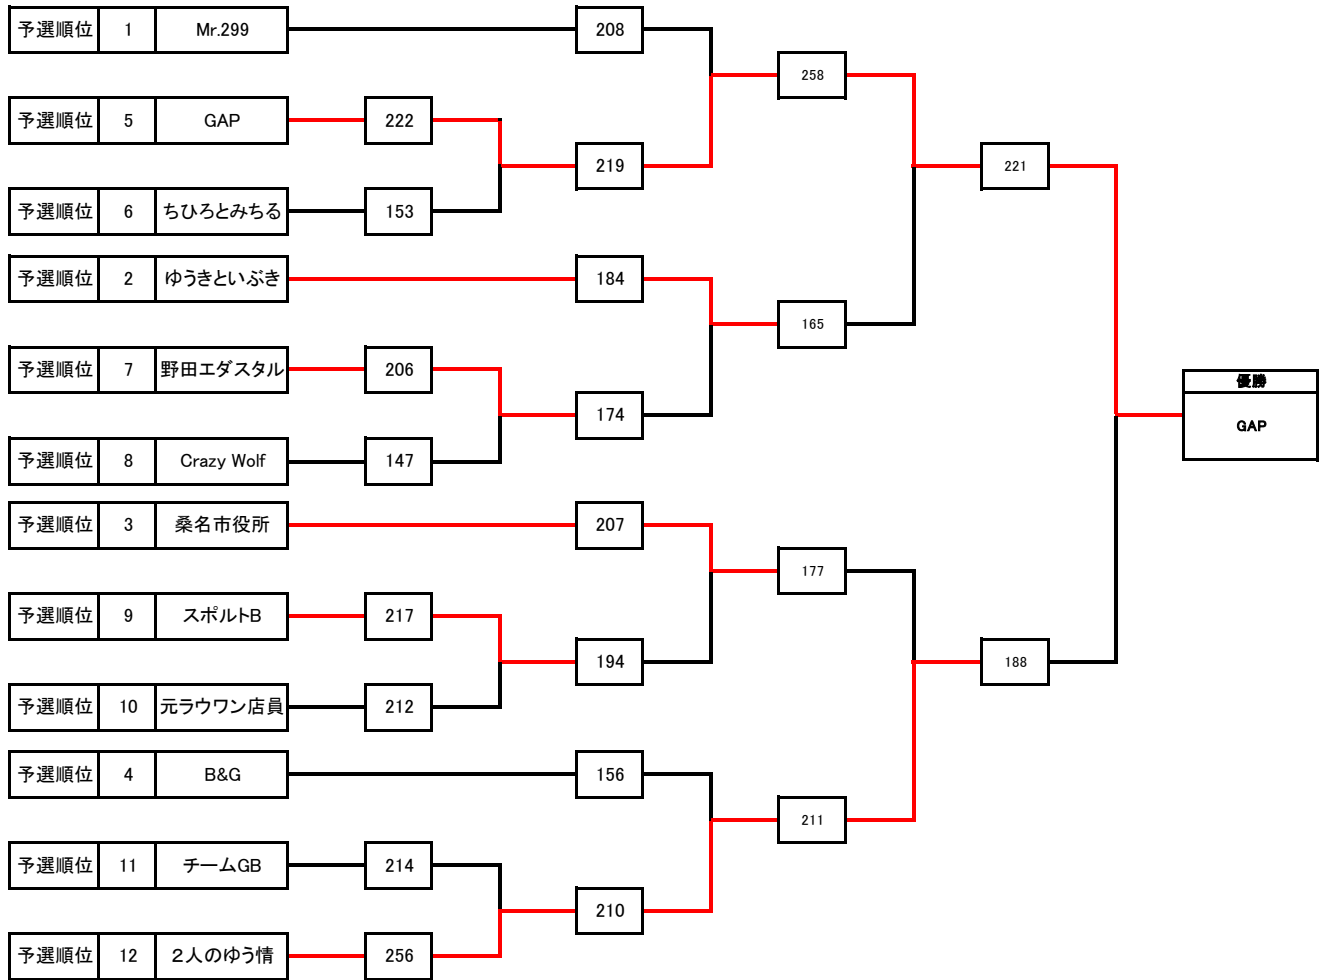 予選順位 1 Mr.299 208
258
予選順位 5 GAP 222
219
221
予選順位 6 ちひろとみちる 153
予選順位 2 ゆうきといぶき 184
165
予選順位 7 野田エダスタル 206
優勝
174
GAP
予選順位 8 Crazy Wolf 147
予選順位 3 桑名市役所 207
177
予選順位 9 スポルトB 217
194
188
予選順位 10 元ラウワン店員 212
予選順位 4 B&G 156
211
予選順位 11 チームGB 214
210
予選順位 12 2人のゆう情 256